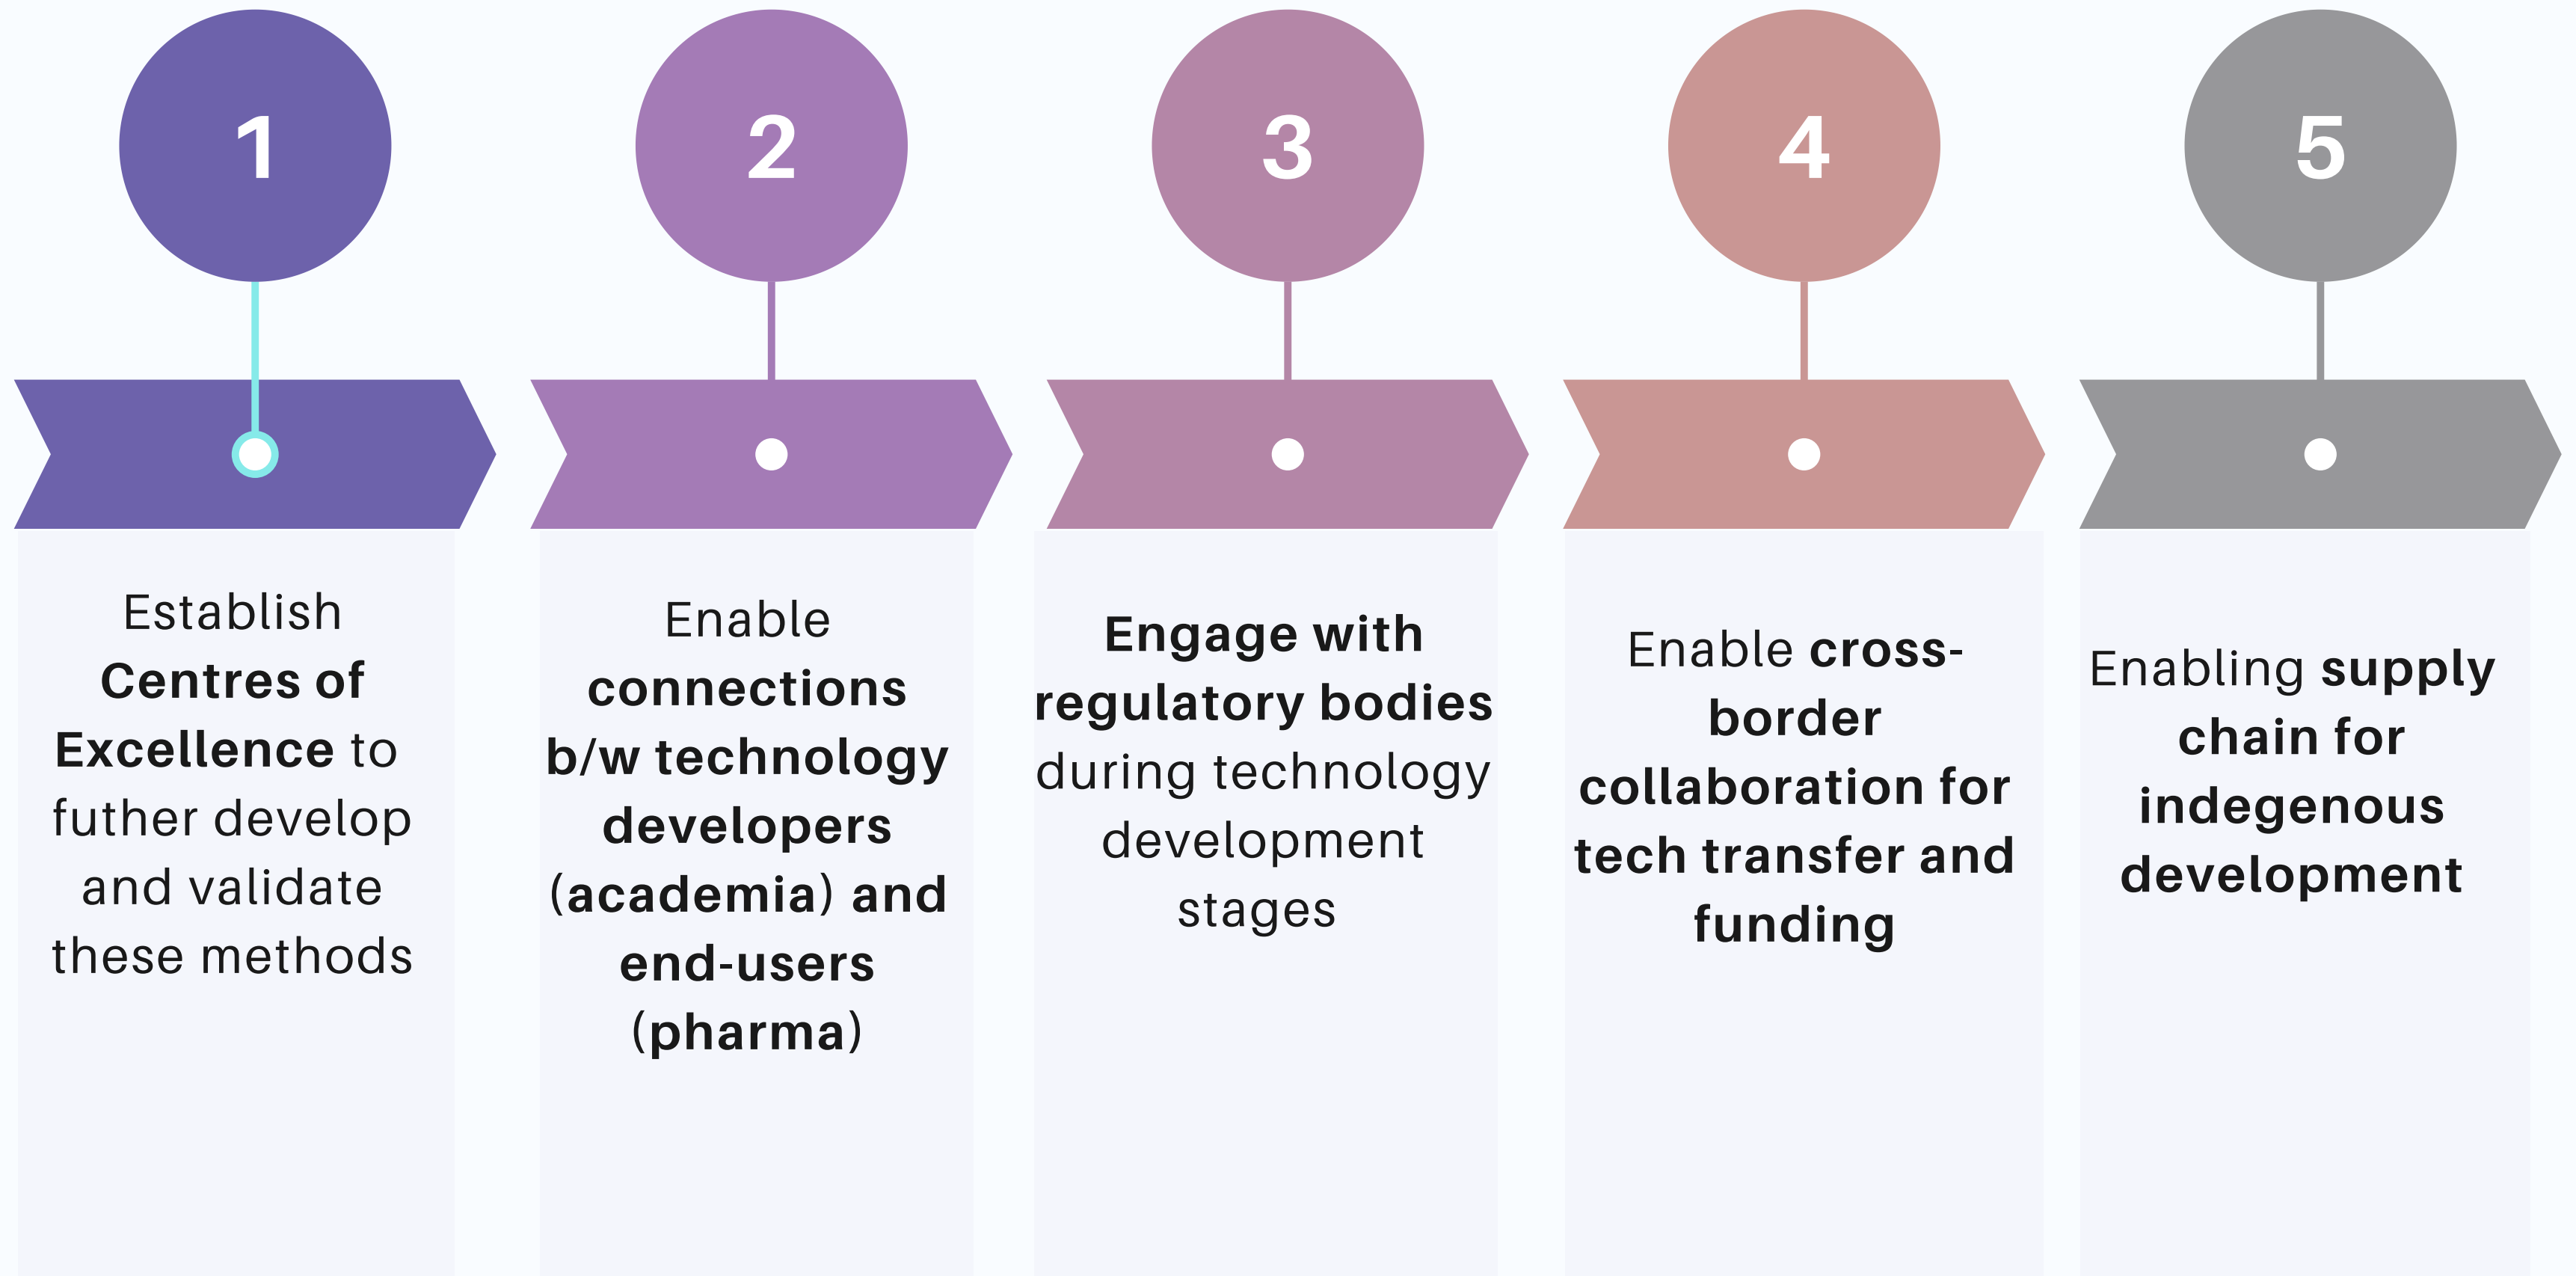 1
Establish
Centres of
Excellence to
futher develop
and validate
these methods
2
Enable
connections
b/w technology
developers
(academia) and
end-users
(pharma)
3
Engage with
regulatory bodies
during technology
development
stages
4
Enable cross-
border
collaboration for
tech transfer and
funding
5
Enabling supply
chain for
indegenous
development